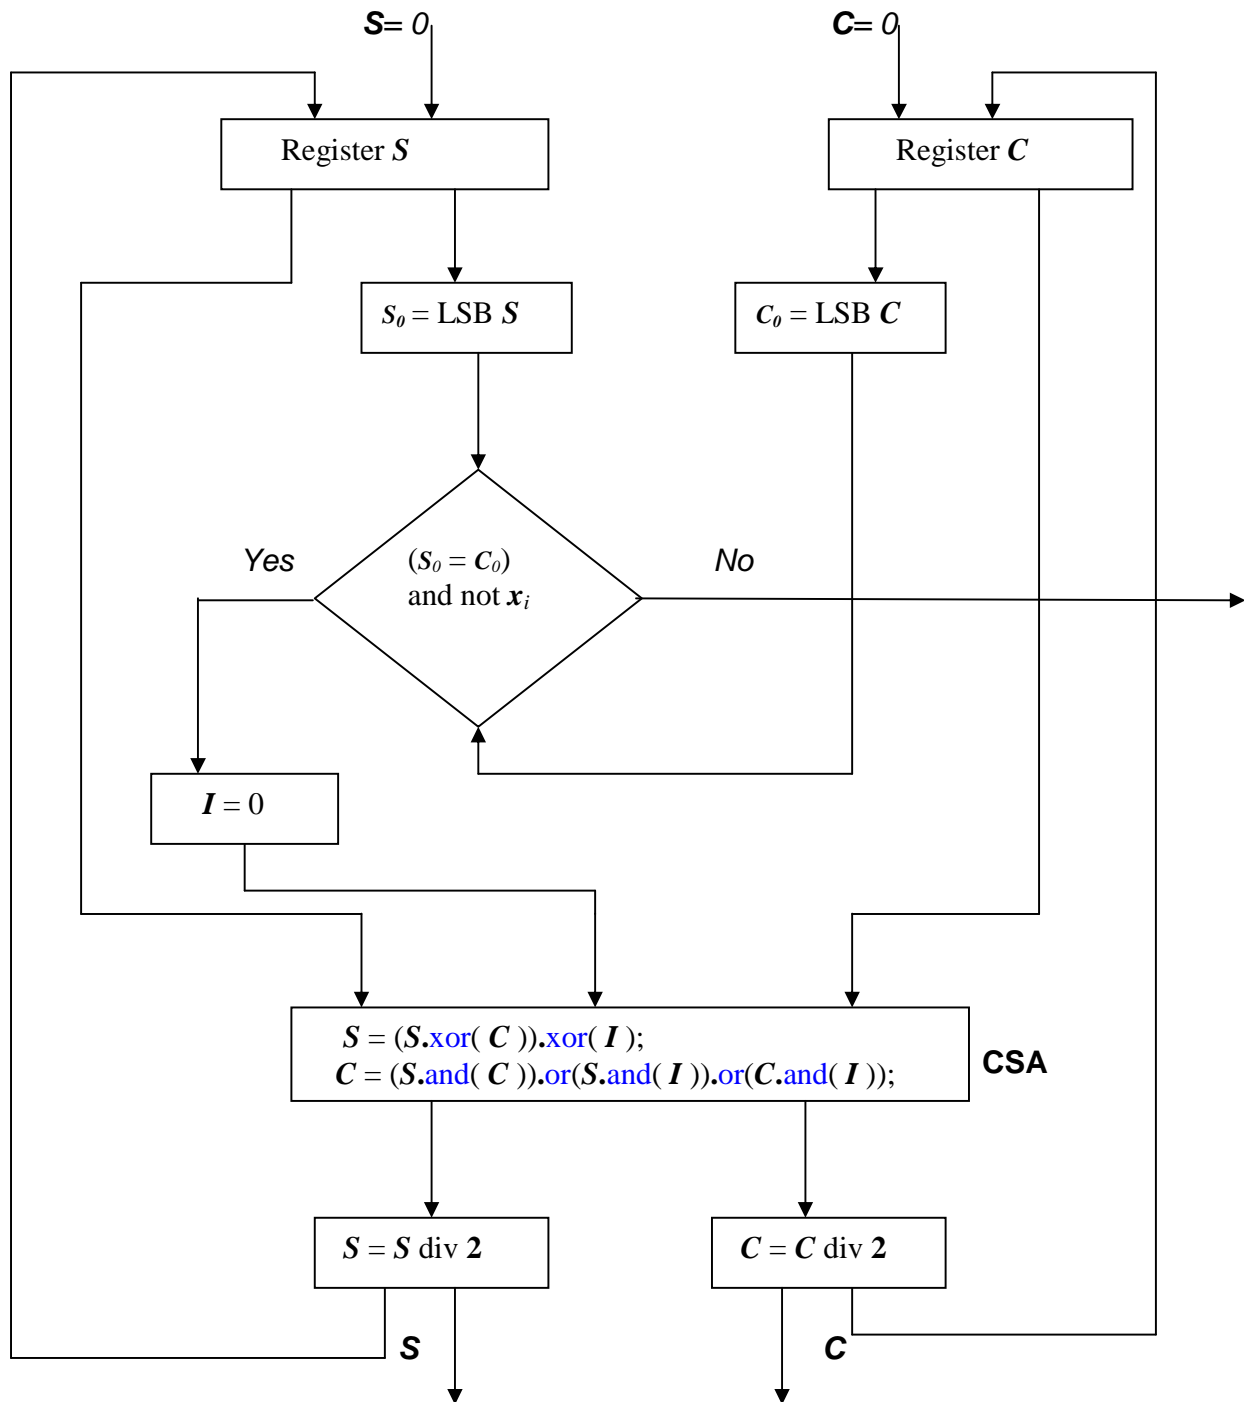 S= 0
C= 0
Register S
Register C
S0 = LSB S
C0 = LSB C
Yes
(S0 = C0)
and not xi
No
I = 0
S = (S.xor( C )).xor( I );
C = (S.and( C )).or(S.and( I )).or(C.and( I ));
CSA
S = S div 2
C = C div 2
S
C